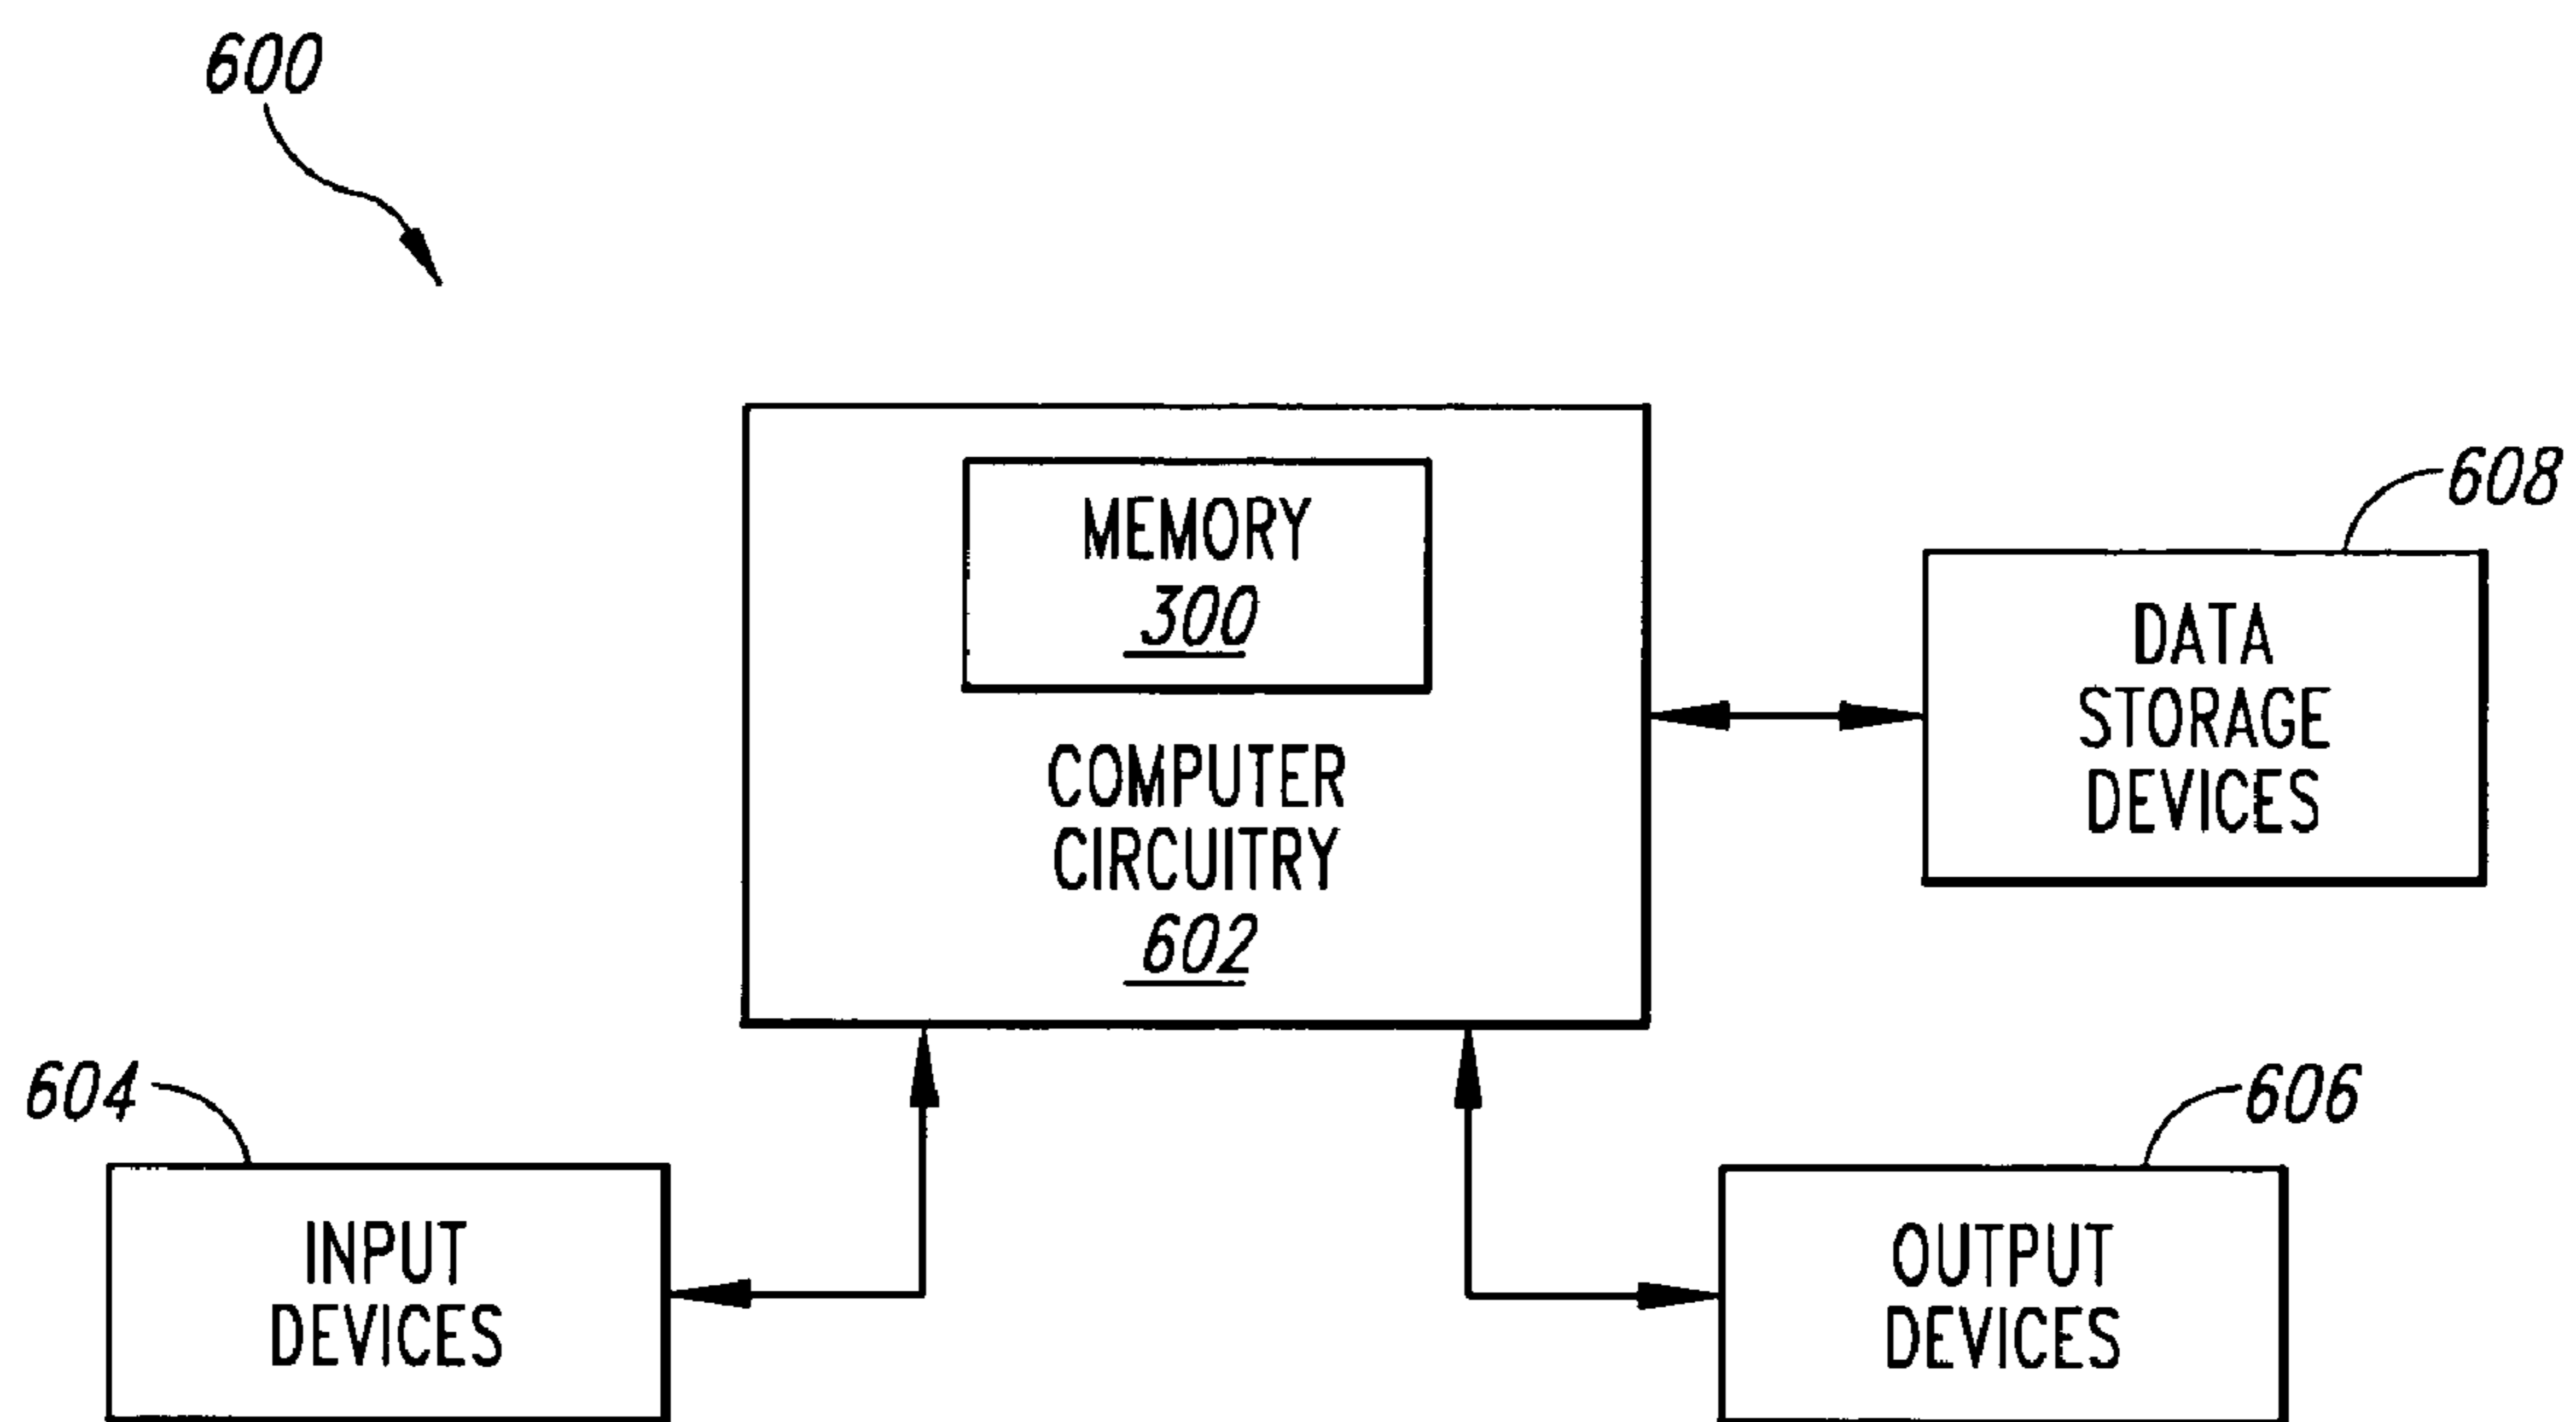 600
MEMORY
300
608
DATA
STORAGE
DEVICES
COMPUTER
CIRCUITRY
602
604
606
INPUT
DEVICES
OUTPUT
DEVICES